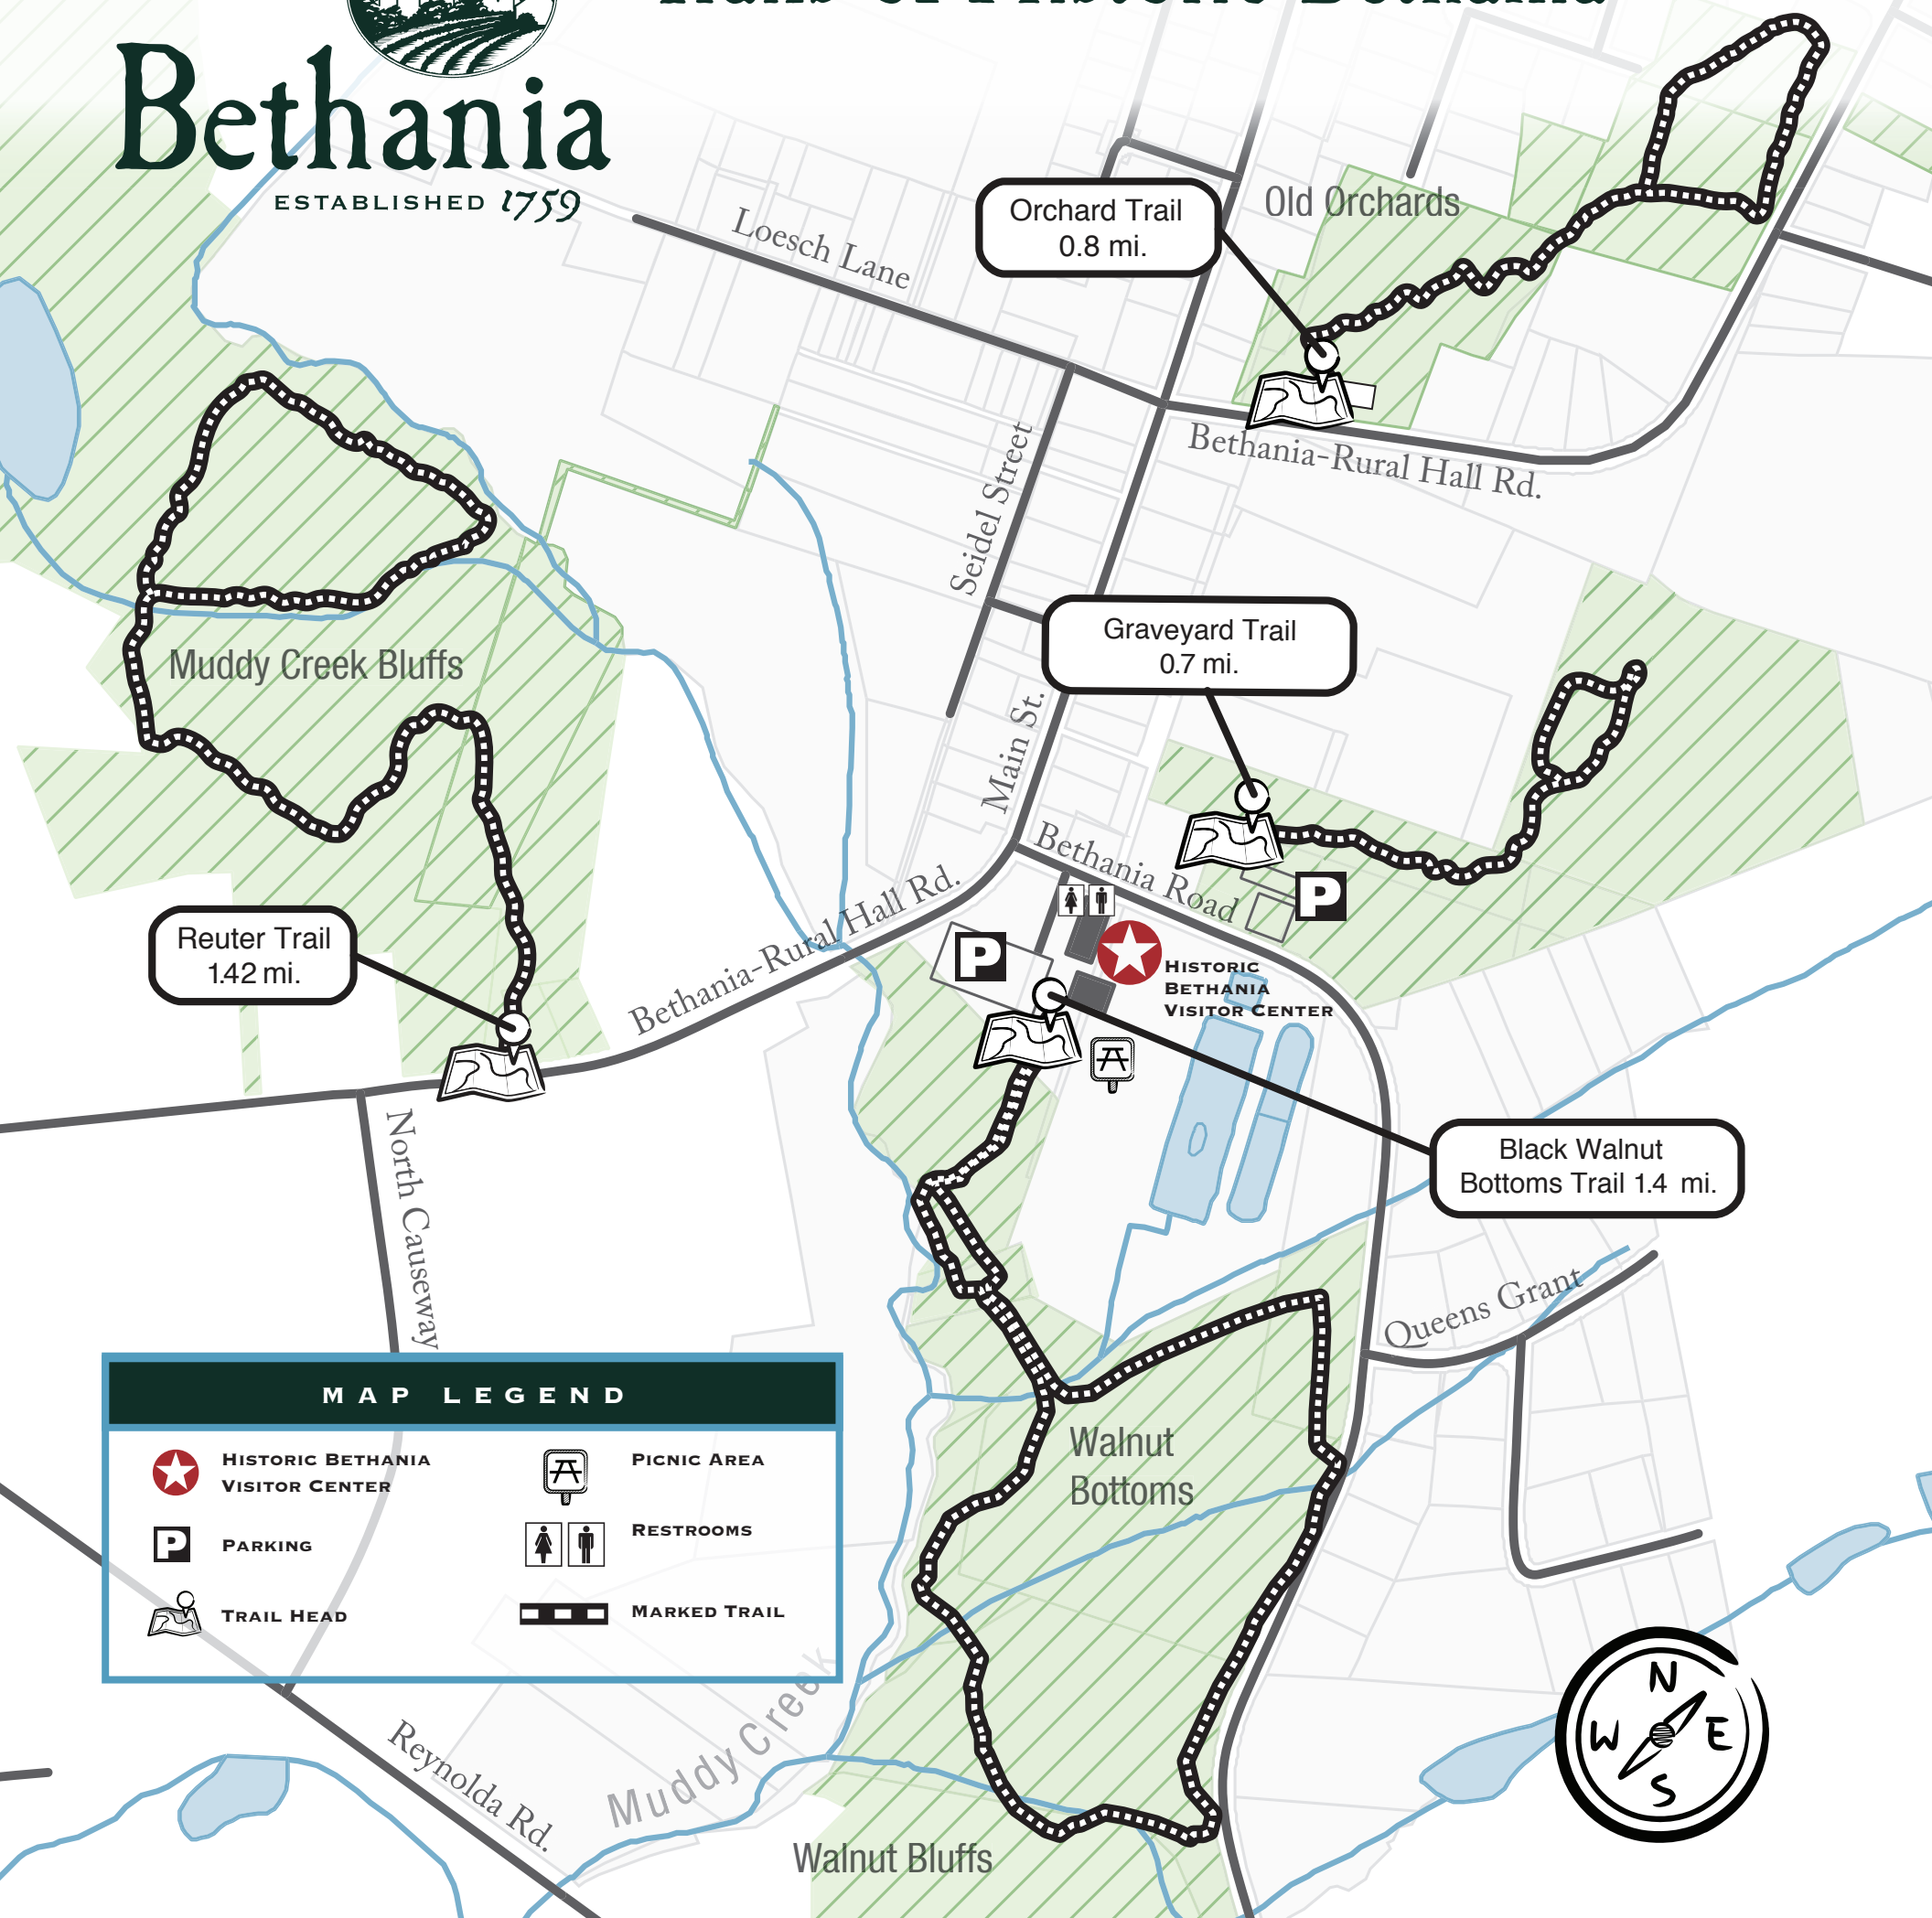 Trails of Historic Bethania
Bethania
ESTABLISHED 1759
Loesch Lane
Orchard Trail
0.8 mi.
Old Orchards
Bethania-Rural Hall Rd.
Seidel Street
Graveyard Trail
0.7 mi.
Muddy Creek Bluffs
Main St.
Bethania Road
P
Reuter Trail
1.42 mi.
Bethania-Rural Hall Rd.
P
HISTORIC
BETHANIA
VISITOR CENTER
North Causeway
Black Walnut
Bottoms Trail 1.4 mi.
Queens Grant
MAP LEGEND
HISTORIC BETHANIA
VISITOR CENTER
PICNIC AREA
P
PARKING
RESTROOMS
TRAIL HEAD
MARKED TRAIL
Walnut
Bottoms
Muddy Creek
Reynolda Rd.
Walnut Bluffs
N
W
E
S